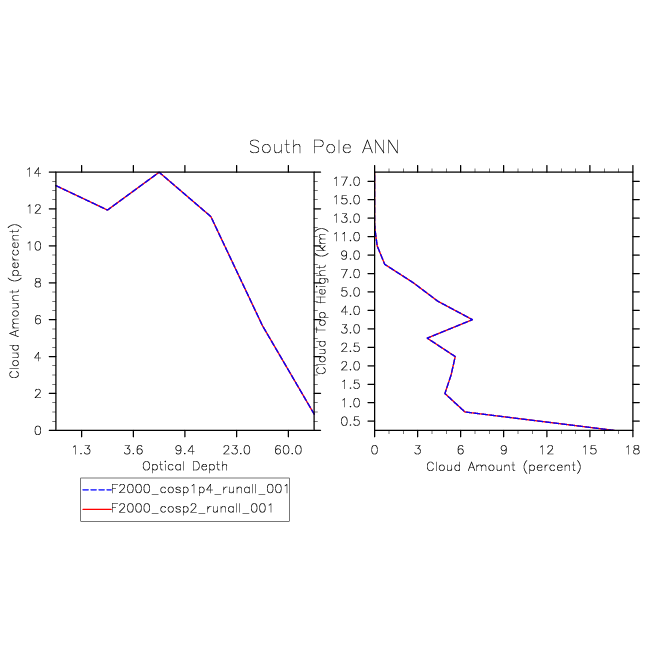 South Pole ANN
Cloud Amount (percent)
14
12
10
8
6
4
2
0
1.3 3.6 9.4 23.0 60.0
Optical Depth
Cloud Top Height (km)
17.0
15.0
13.0
11.0
9.0
7.0
5.0
4.0
3.0
2.5
2.0
1.5
1.0
0.5
0 3 6 9 12 15 18
Cloud Amount (percent)
F2000_cosp1p4_runall_001
F2000_cosp2_runall_001